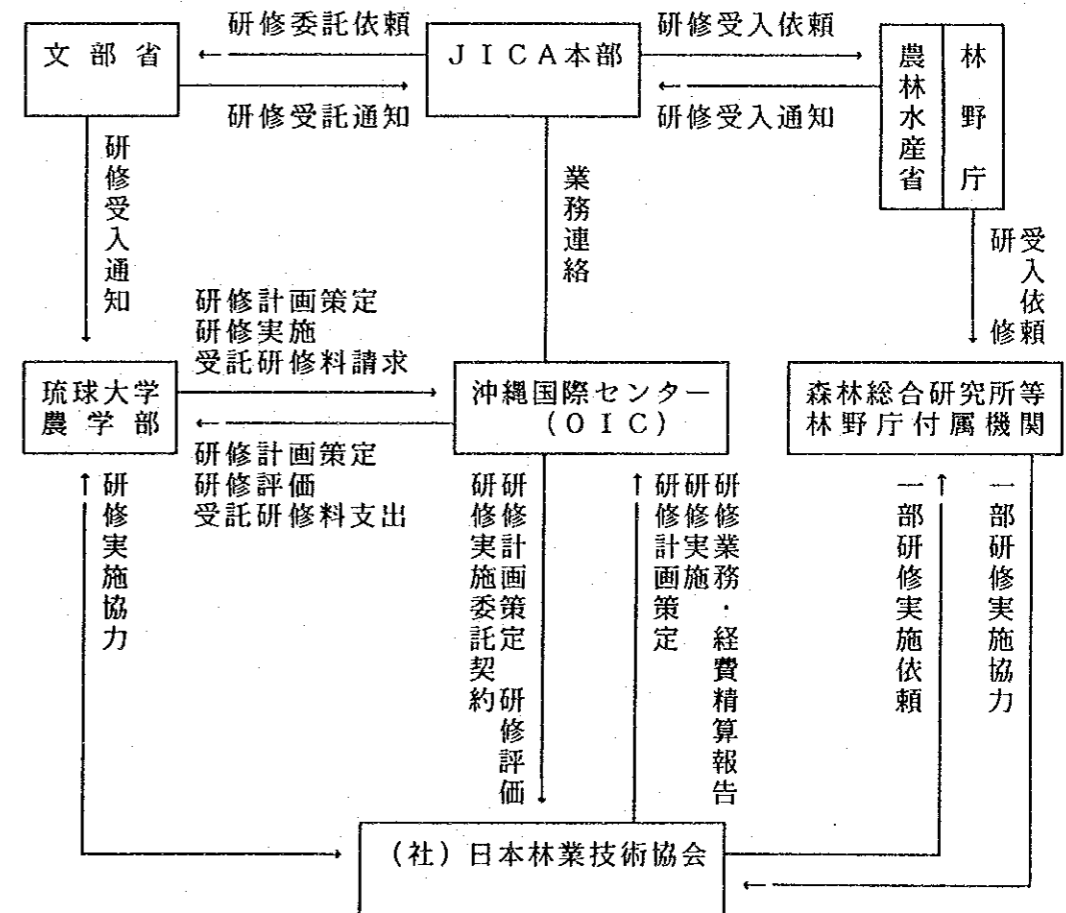 研修委託依頼
研修受入依頼
文部省
JICA本部
農林水産省
林野庁
研修受託通知
研修受入通知
研修受入通知
業務連絡
研修
受入依頼
研修計画策定
研修実施
受託研修料請求
琉球大学
農学部
沖縄国際センター
(OIC)
森林総合研究所等
林野庁付属機関
研修計画策定
研修評価
受託研修料支出
研修実施協力
研修実施委託契約
研修計画策定 研修評価
研修計画策定
研修実施
研修業務・経費精算報告
一部研修実施依頼
一部研修実施協力
(社)日本林業技術協会